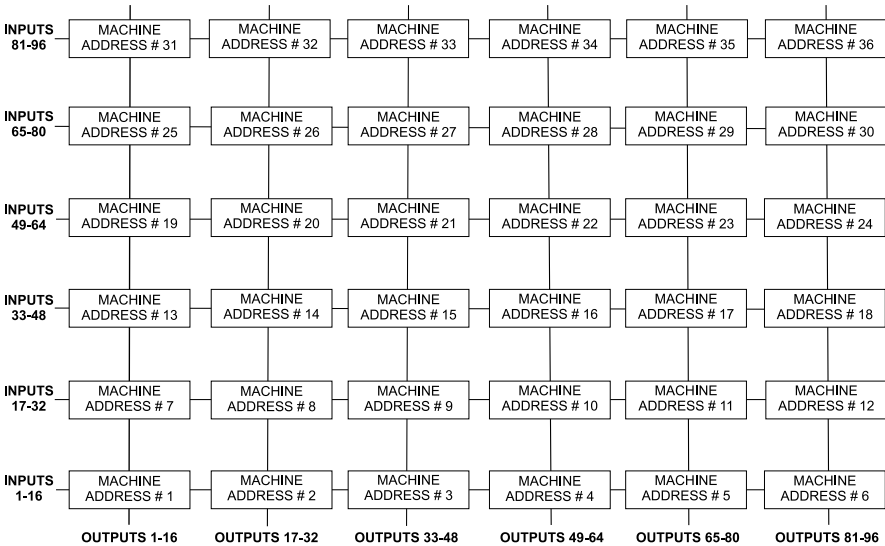 INPUTS
81-96
MACHINE
ADDRESS # 31
MACHINE
ADDRESS # 32
MACHINE
ADDRESS # 33
MACHINE
ADDRESS # 34
MACHINE
ADDRESS # 35
MACHINE
ADDRESS # 36
INPUTS
65-80
MACHINE
ADDRESS # 25
MACHINE
ADDRESS # 26
MACHINE
ADDRESS # 27
MACHINE
ADDRESS # 28
MACHINE
ADDRESS # 29
MACHINE
ADDRESS # 30
INPUTS
49-64
MACHINE
ADDRESS # 19
MACHINE
ADDRESS # 20
MACHINE
ADDRESS # 21
MACHINE
ADDRESS # 22
MACHINE
ADDRESS # 23
MACHINE
ADDRESS # 24
INPUTS
33-48
MACHINE
ADDRESS # 13
MACHINE
ADDRESS # 14
MACHINE
ADDRESS # 15
MACHINE
ADDRESS # 16
MACHINE
ADDRESS # 17
MACHINE
ADDRESS # 18
INPUTS
17-32
MACHINE
ADDRESS # 7
MACHINE
ADDRESS # 8
MACHINE
ADDRESS # 9
MACHINE
ADDRESS # 10
MACHINE
ADDRESS # 11
MACHINE
ADDRESS # 12
INPUTS
1-16
MACHINE
ADDRESS # 1
MACHINE
ADDRESS # 2
MACHINE
ADDRESS # 3
MACHINE
ADDRESS # 4
MACHINE
ADDRESS # 5
MACHINE
ADDRESS # 6
OUTPUTS 1-16
OUTPUTS 17-32
OUTPUTS 33-48
OUTPUTS 49-64
OUTPUTS 65-80
OUTPUTS 81-96